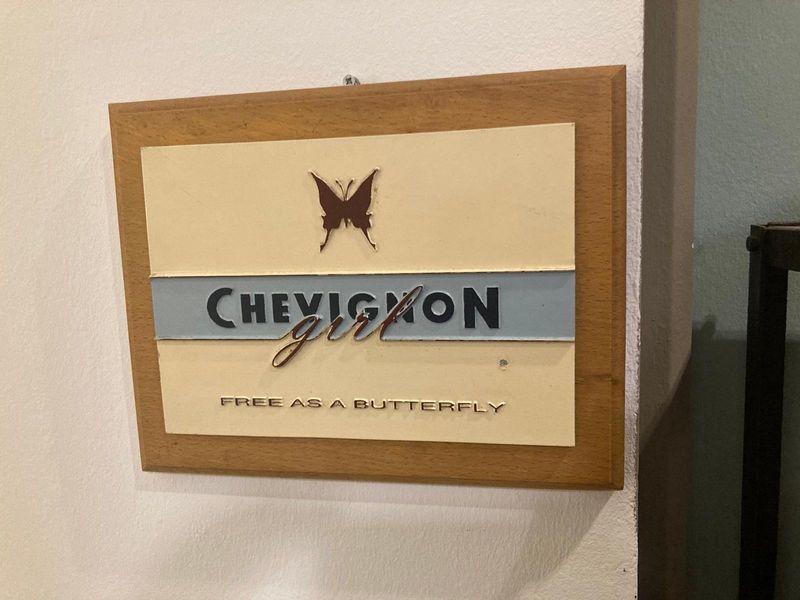 CHEVIGNON
girl
FREE AS A BUTTERFLY